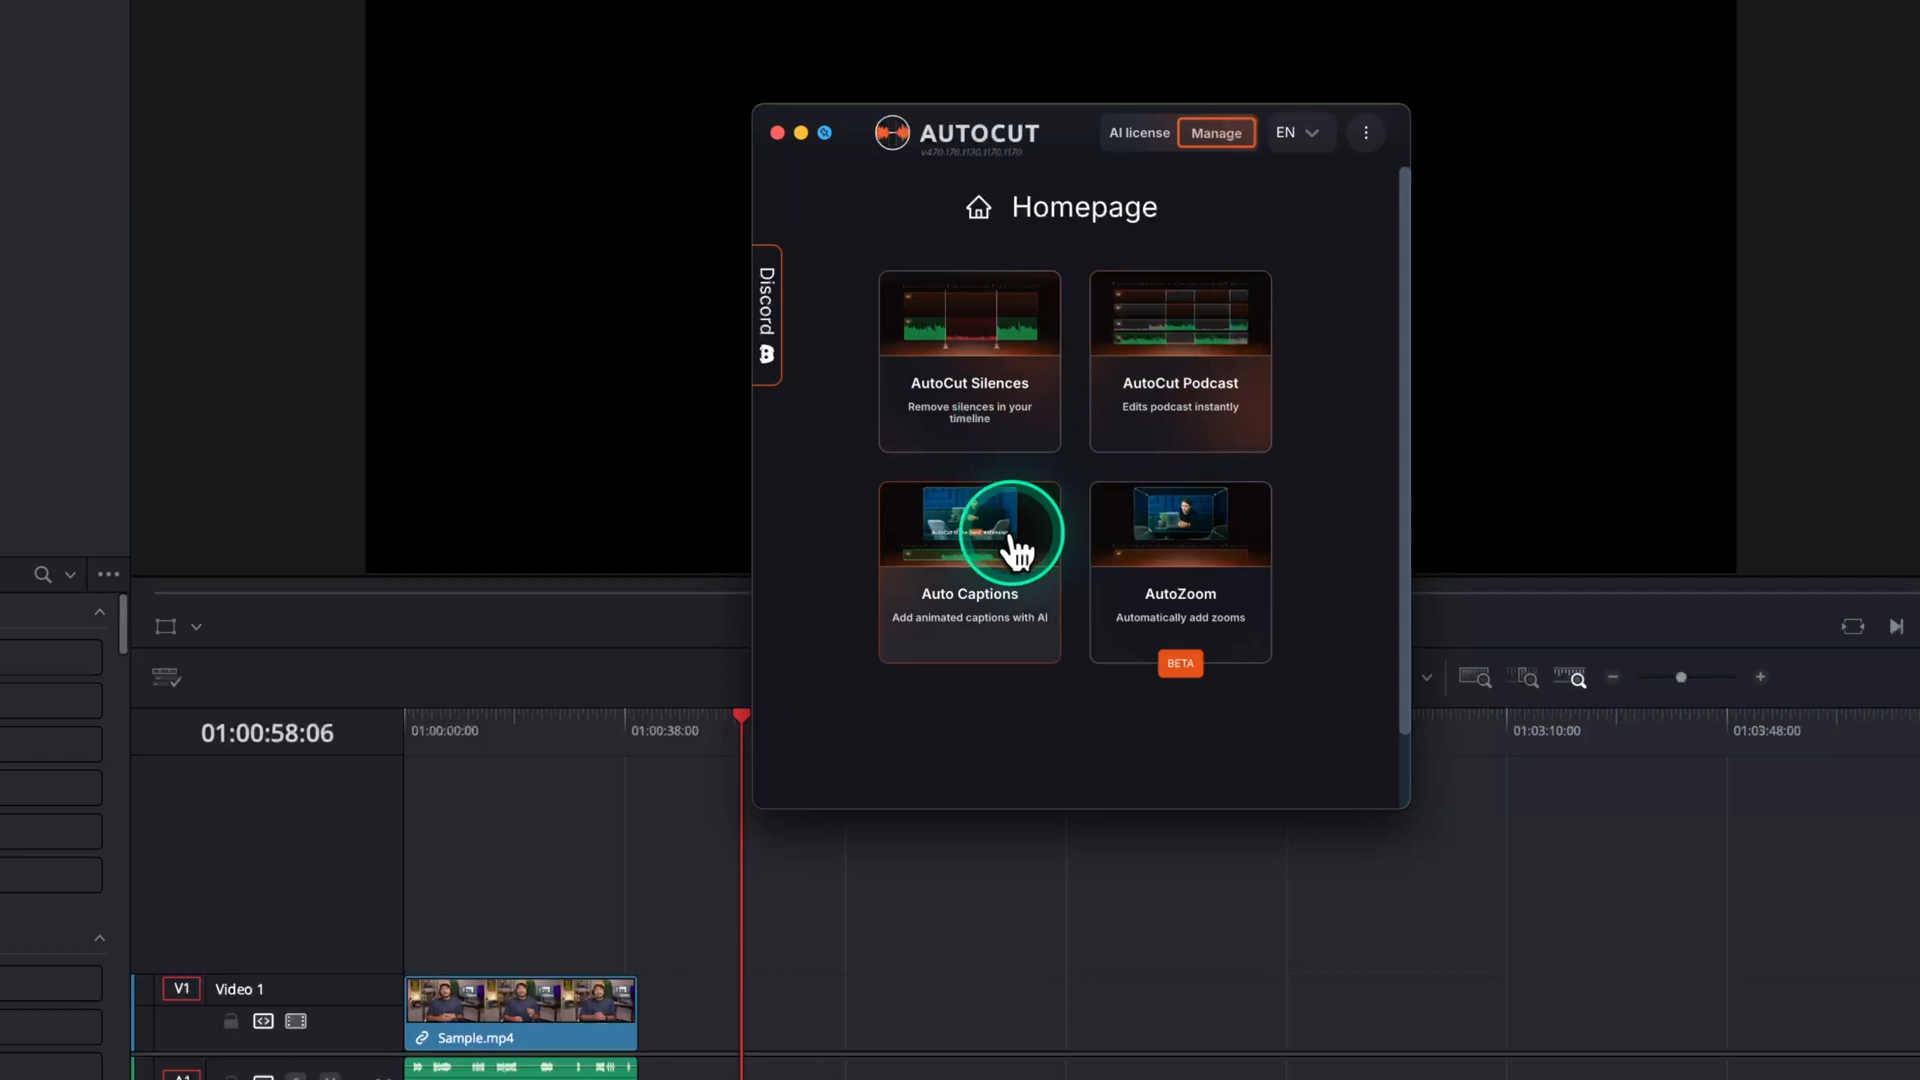 AUTOCUT
AI license
Manage
EN
Homepage
Discord
AutoCut Silences
Remove silences in your
timeline
AutoCut Podcast
Edits podcast instantly
Auto Captions
Add animated captions with AI
AutoZoom
Automatically add zooms
BETA
01:00:58:06
01:00:00:00
01:00:38:00
01:03:10:00
01:03:48:00
V1
Video 1
Sample.mp4
A1